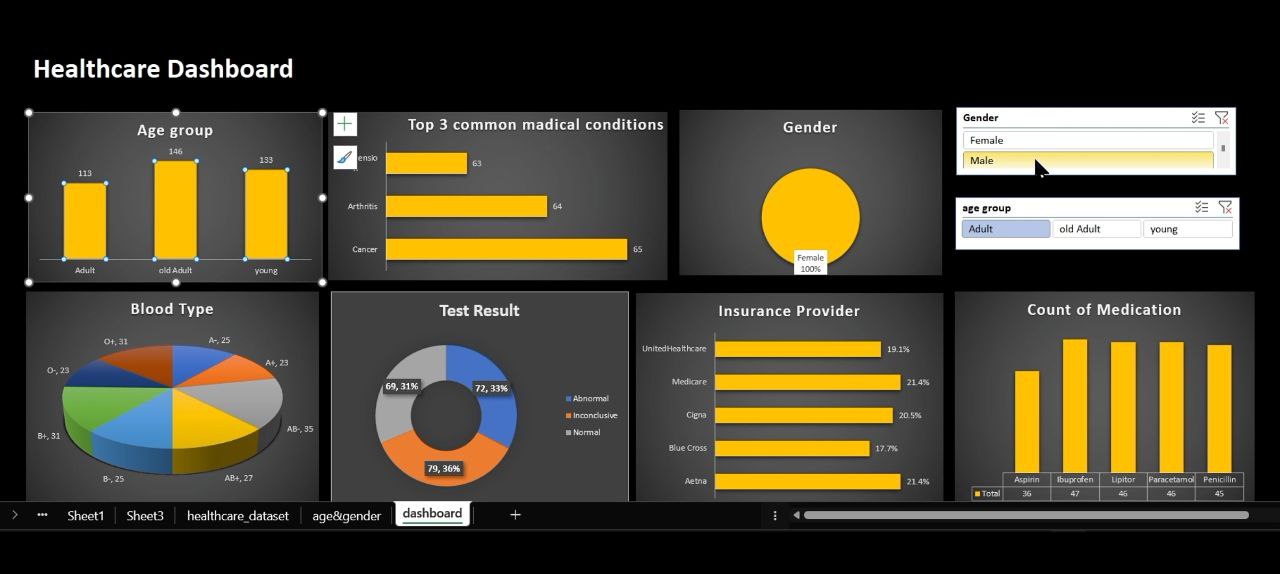 Healthcare Dashboard
Age group
113
146
133
Adult
old Adult
young
Top 3 common madical conditions
ensio
63
Arthritis
64
Cancer
65
Gender
Female
100%
Gender
Female
Male
age group
Adult
old Adult
young
Blood Type
O+, 31
A-, 25
A+, 23
O-, 23
AB-, 35
B+, 31
B-, 25
AB+, 27
Test Result
69, 31%
72, 33%
79, 36%
Abnormal
Inconclusive
Normal
Insurance Provider
UnitedHealthcare
19.1%
Medicare
21.4%
Cigna
20.5%
Blue Cross
17.7%
Aetna
21.4%
Count of Medication
Aspirin Ibuprofen Lipitor Paracetamol Penicillin
Total 36 47 46 46 45
Sheet1 Sheet3 healthcare_dataset age&gender dashboard